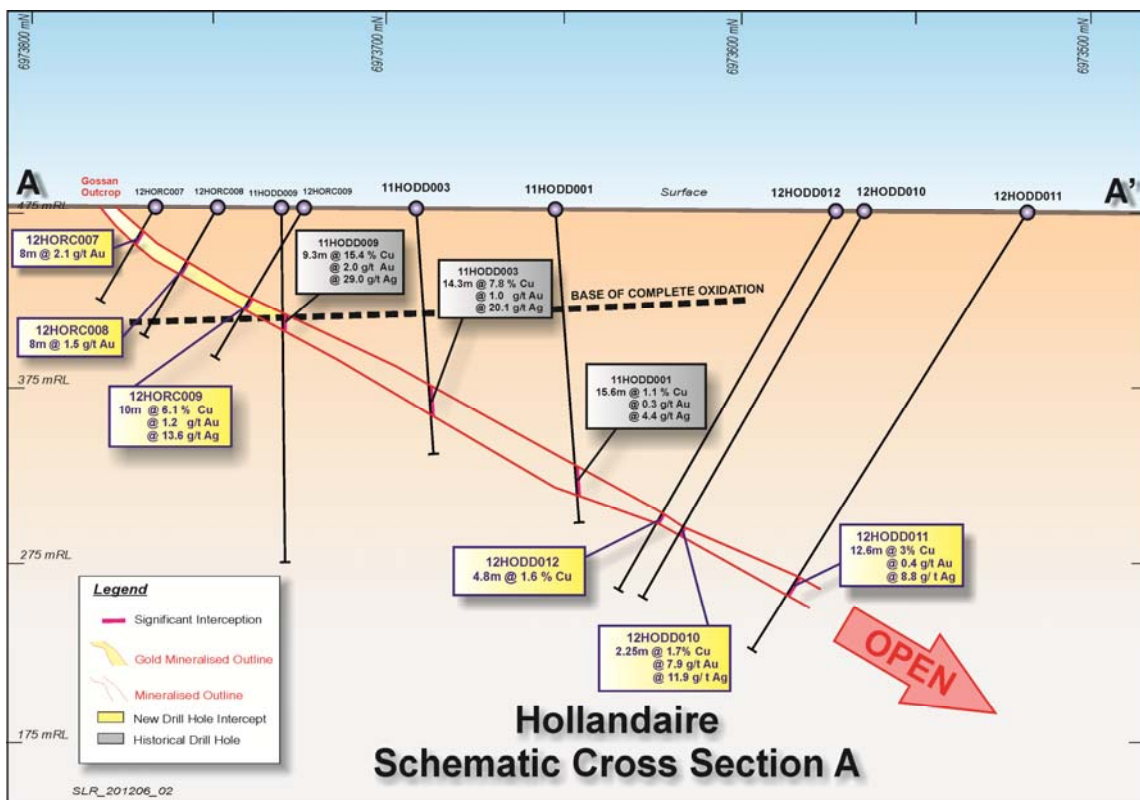 6973800 mN
6973700 mN
6973600 mN
6973500 mN
A
Gossan
Outcrop
12HORC007
12HORC008
11HODD009
12HORC009
11HODD003
11HODD001
Surface
12HODD012
12HODD010
12HODD011
A'
475 mRL
12HORC007
8m @ 2.1 g/t Au
11HODD009
9.3m @ 15.4 % Cu
@ 2.0 g/t Au
@ 29.0 g/t Ag
11HODD003
14.3m @ 7.8 % Cu
@ 1.0 g/t Au
@ 20.1 g/t Ag
BASE OF COMPLETE OXIDATION
12HORC008
8m @ 1.5 g/t Au
375 mRL
12HORC009
10m @ 6.1 % Cu
@ 1.2 g/t Au
@ 13.6 g/t Ag
11HODD001
15.6m @ 1.1 % Cu
@ 0.3 g/t Au
@ 4.4 g/t Ag
275 mRL
12HODD012
4.8m @ 1.6 % Cu
12HODD011
12.6m @ 3% Cu
@ 0.4 g/t Au
@ 8.8 g/ t Ag
12HODD010
2.25m @ 1.7% Cu
@ 7.9 g/t Au
@ 11.9 g/ t Ag
OPEN
Legend
Significant Interception
Gold Mineralised Outline
Mineralised Outline
New Drill Hole Intercept
Historical Drill Hole
175 mRL
Hollandaire
Schematic Cross Section A
SLR_201206_02